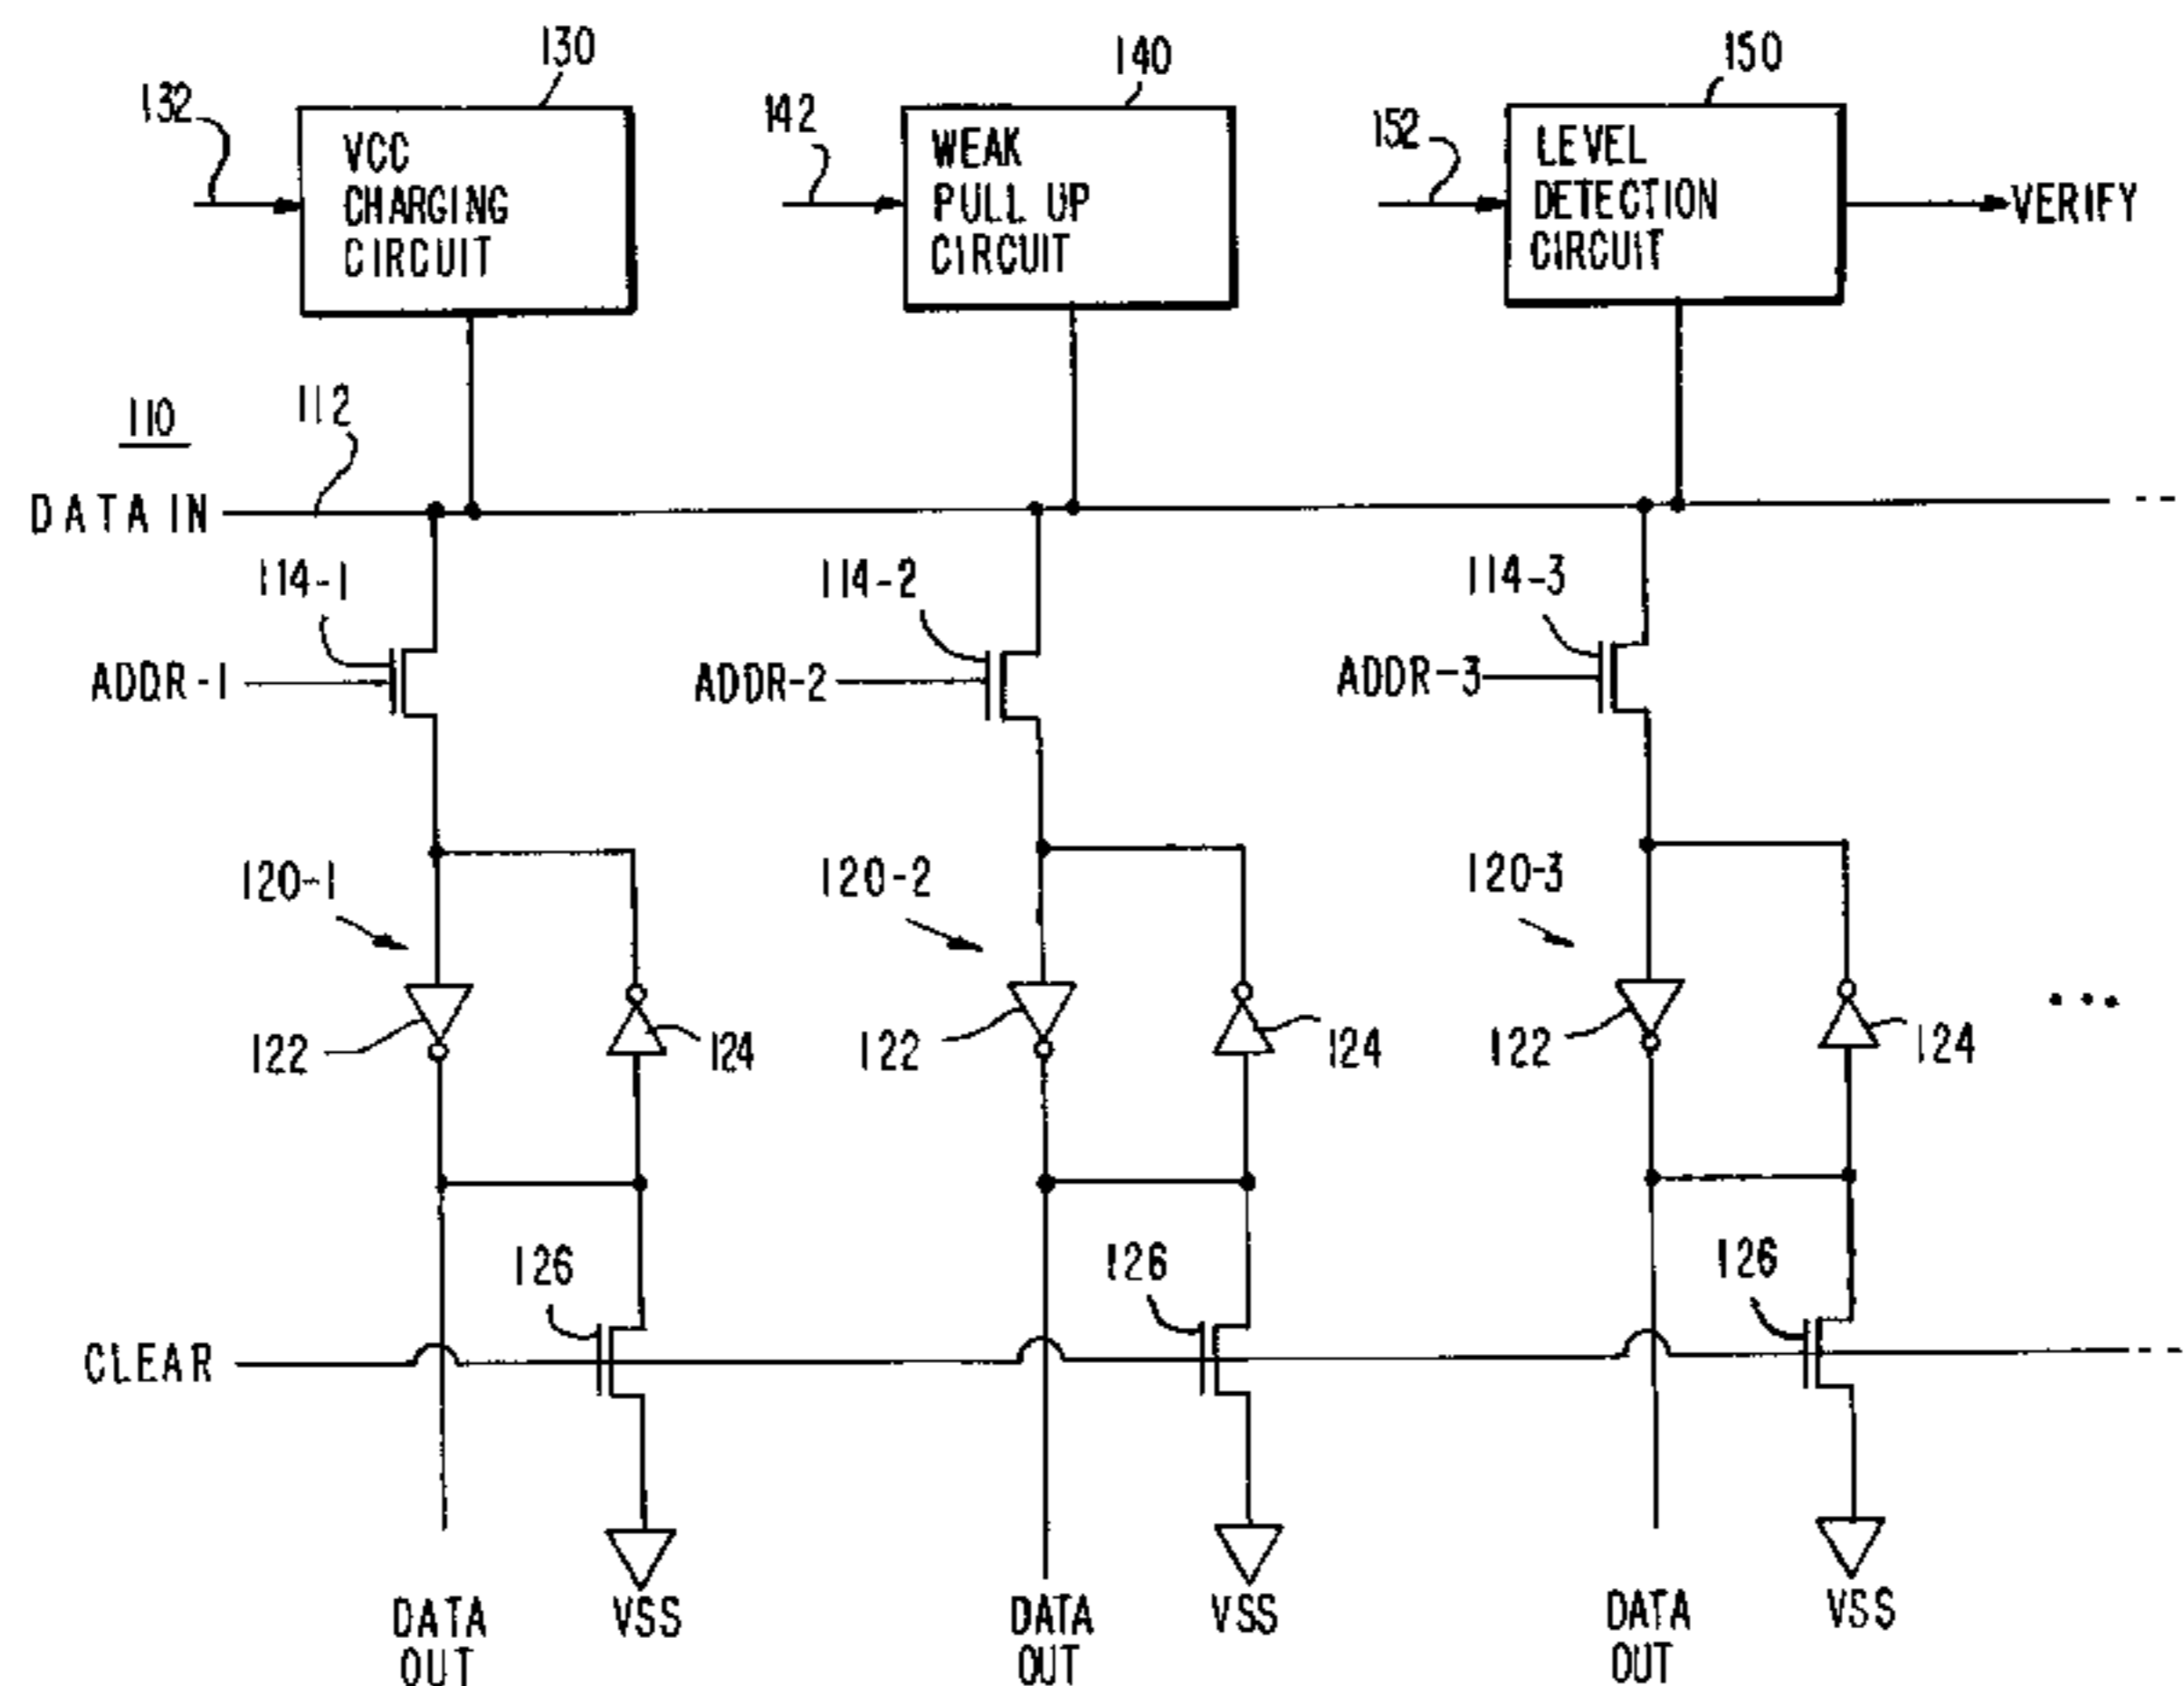 130
140
150
132
142
152
VCC
CHARGING
CIRCUIT
WEAK
PULL UP
CIRCUIT
LEVEL
DETECTION
CIRCUIT
VERIFY
110
112
DATA IN
114-1
114-2
114-3
ADDR-1
ADDR-2
ADDR-3
120-1
120-2
120-3
122
124
122
124
122
124
126
126
126
CLEAR
DATA
OUT
VSS
DATA
OUT
VSS
DATA
OUT
VSS